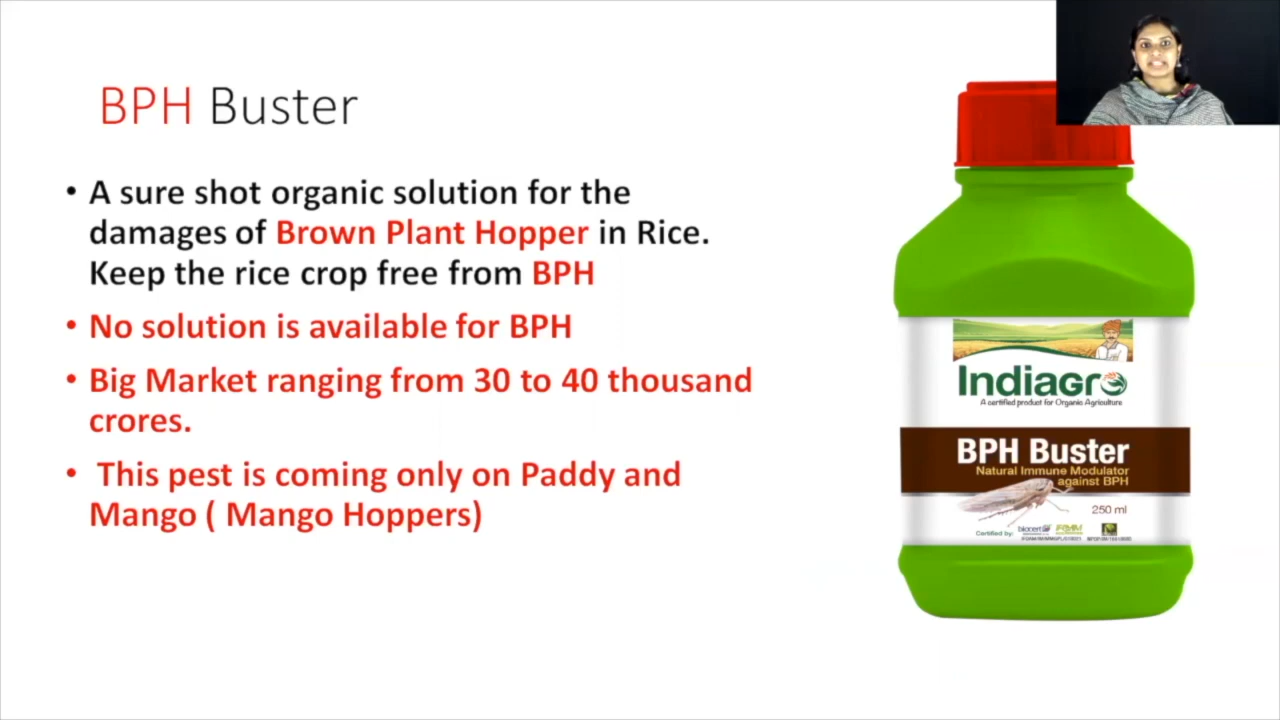 BPH Buster
• A sure shot organic solution for the
damages of Brown Plant Hopper in Rice.
Keep the rice crop free from BPH
• No solution is available for BPH
• Big Market ranging from 30 to 40 thousand
crores.
• This pest is coming only on Paddy and
Mango ( Mango Hoppers)
Indiagro
A certified product for Organic Agriculture
BPH Buster
Natural Immune Modulator
against BPH
250 ml
Certified by: biocert